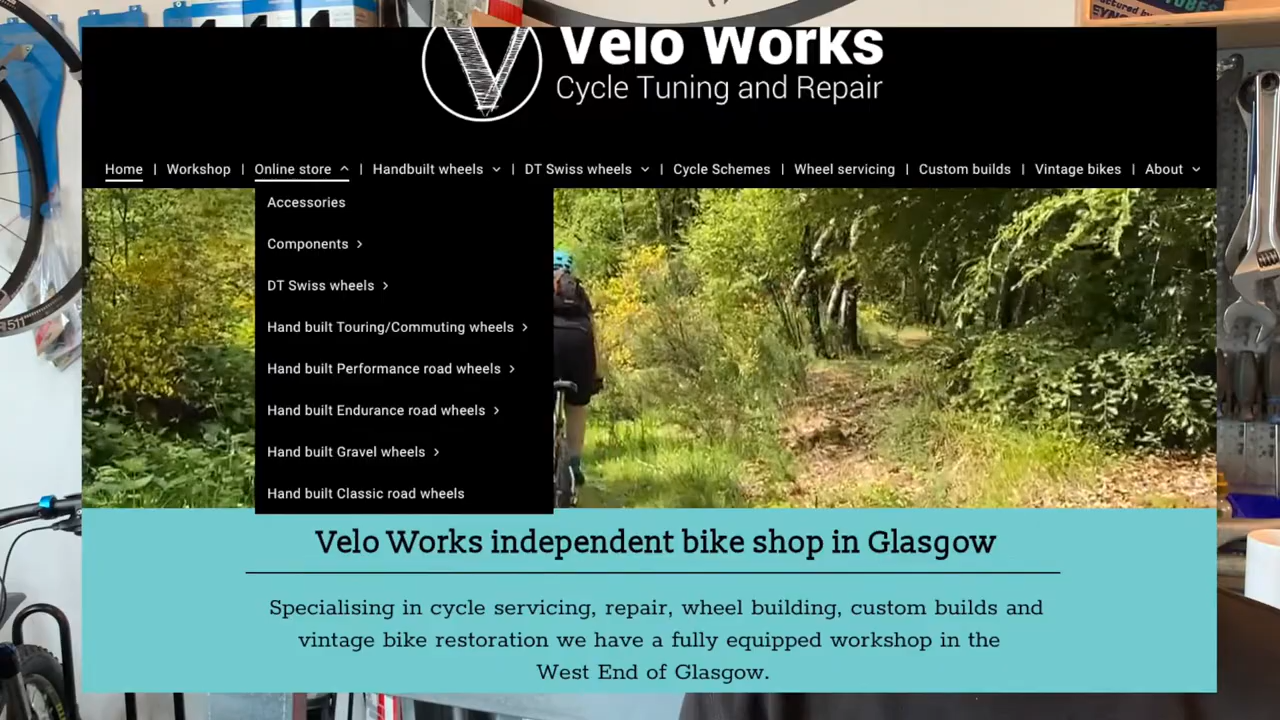 TUBES
SYNC
Velo Works
Cycle Tuning and Repair
Home | Workshop | Online store | Handbuilt wheels | DT Swiss wheels | Cycle Schemes | Wheel servicing | Custom builds | Vintage bikes | About
Accessories
Components
DT Swiss wheels
Hand built Touring/Commuting wheels
Hand built Performance road wheels
Hand built Endurance road wheels
Hand built Gravel wheels
Hand built Classic road wheels
R 511
Velo Works independent bike shop in Glasgow
Specialising in cycle servicing, repair, wheel building, custom builds and
vintage bike restoration we have a fully equipped workshop in the
West End of Glasgow.